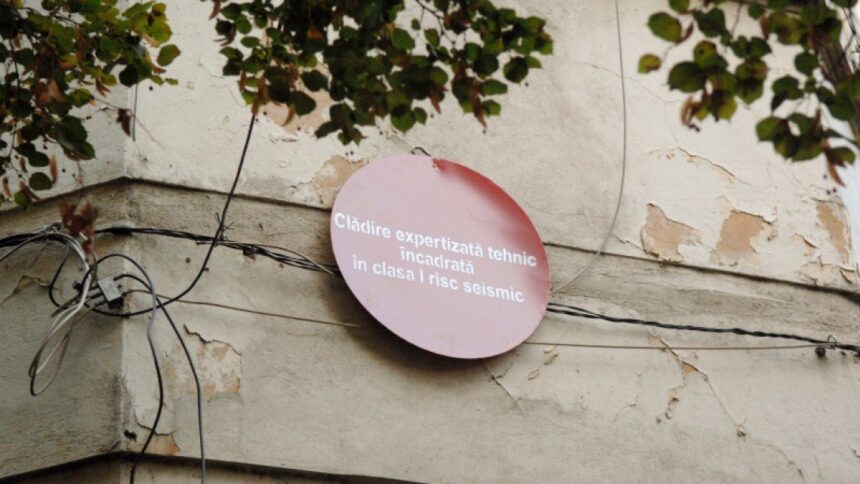 Clădire expertizată tehnic
încadrată
în clasa I risc seismic